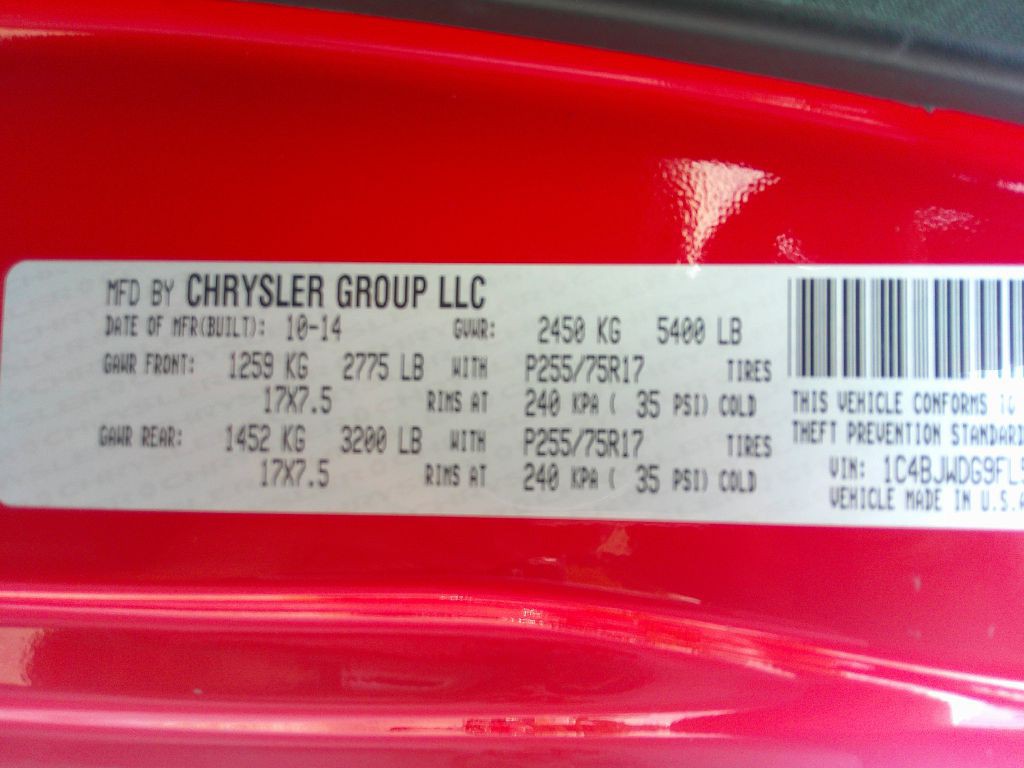 MFD BY CHRYSLER GROUP LLC
DATE OF MFR(BUILT): 10-14 GVWR: 2450 KG 5400 LB
GAWR FRONT: 1259 KG 2775 LB WITH P255/75R17 TIRES
17X7.5 RIMS AT 240 KPA ( 35 PSI) COLD
GAWR REAR: 1452 KG 3200 LB WITH P255/75R17 TIRES
17X7.5 RIMS AT 240 KPA ( 35 PSI) COLD
THIS VEHICLE CONFORMS TO
THEFT PREVENTION STANDARD
VIN: 1C4BJWDG9FL5
VEHICLE MADE IN U.S.A